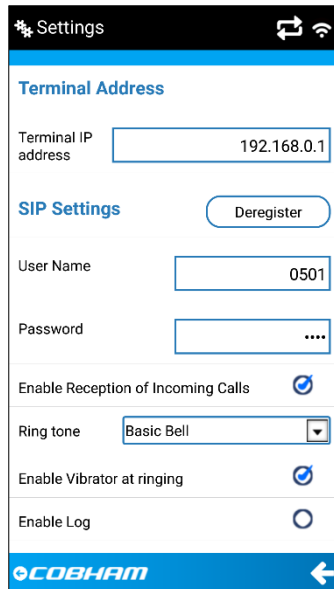 Settings
Terminal Address
Terminal IP
address
192.168.0.1
SIP Settings
Deregister
User Name
0501
Password
••••
Enable Reception of Incoming Calls
Ring tone
Basic Bell
Enable Vibrator at ringing
Enable Log
COBHAM